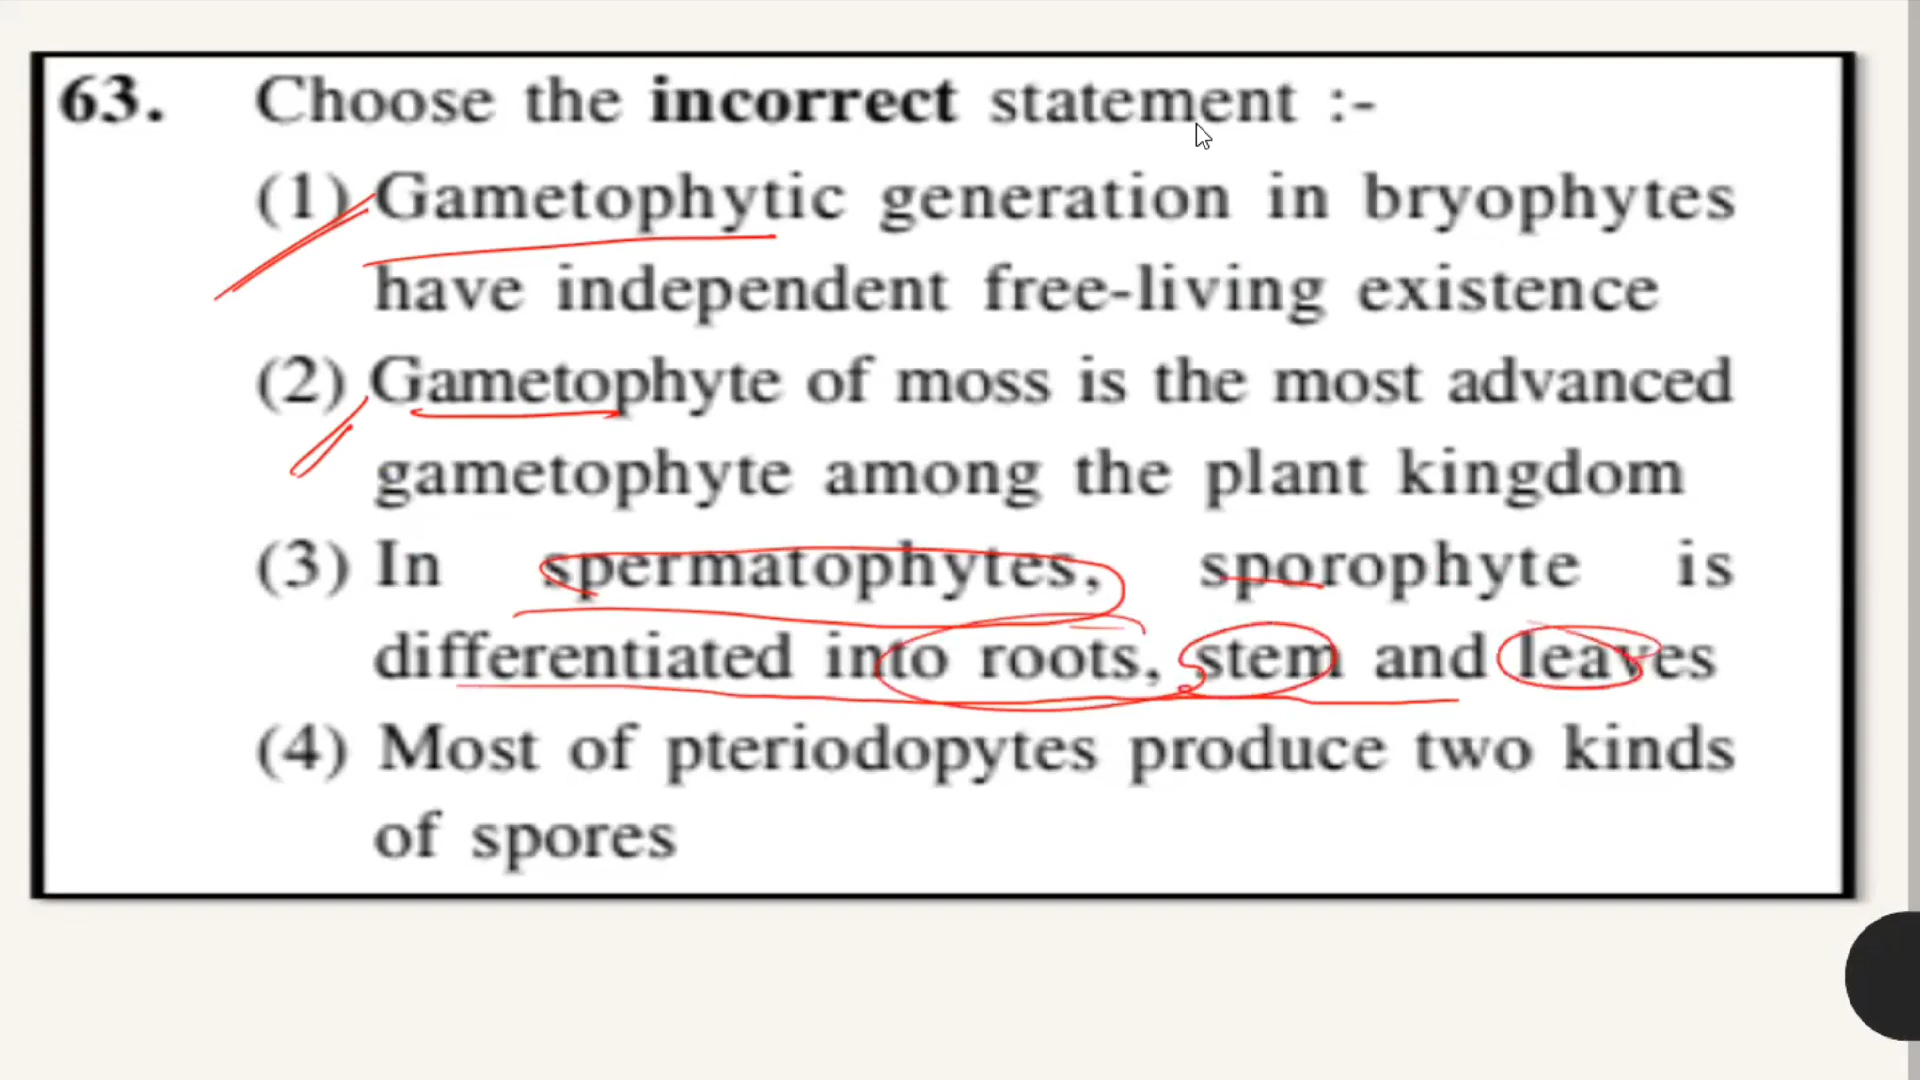 63. Choose the incorrect statement :-
(1) Gametophytic generation in bryophytes
have independent free-living existence
(2) Gametophyte of moss is the most advanced
gametophyte among the plant kingdom
(3) In spermatophytes, sporophyte is
differentiated into roots, stem and leaves
(4) Most of pteriodopytes produce two kinds
of spores